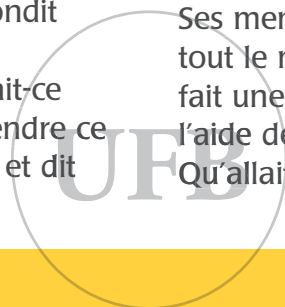 ondit
ait-ce
endre ce
et dit
Ses mer
tout le
fait une
l'aide de
Qu'allait
UFB